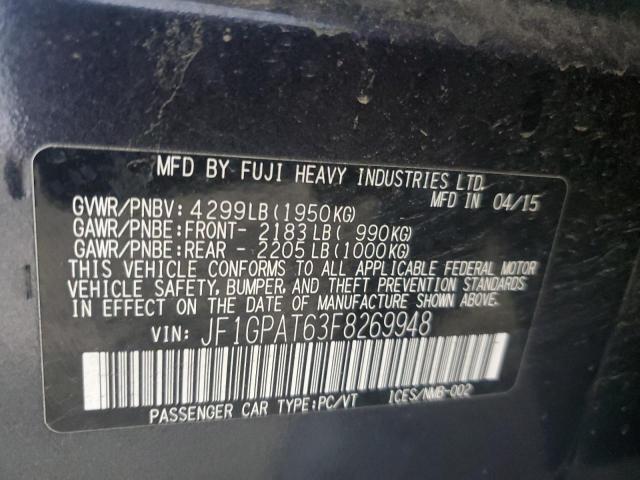 MFD BY FUJI HEAVY INDUSTRIES LTD.
MFD IN 04/15
GVWR/PNBV: 4299LB (1950KG)
GAWR/PNBE:FRONT- 2183LB( 990KG)
GAWR/PNBE:REAR - 2205LB(1000KG)
THIS VEHICLE CONFORMS TO ALL APPLICABLE FEDERAL MOTOR
VEHICLE SAFETY, BUMPER, AND THEFT PREVENTION STANDARDS
IN EFFECT ON THE DATE OF MANUFACTURE SHOWN ABOVE.
VIN: JF1GPAT63F8269948
PASSENGER CAR TYPE:PC/VT ICES/NMB-002